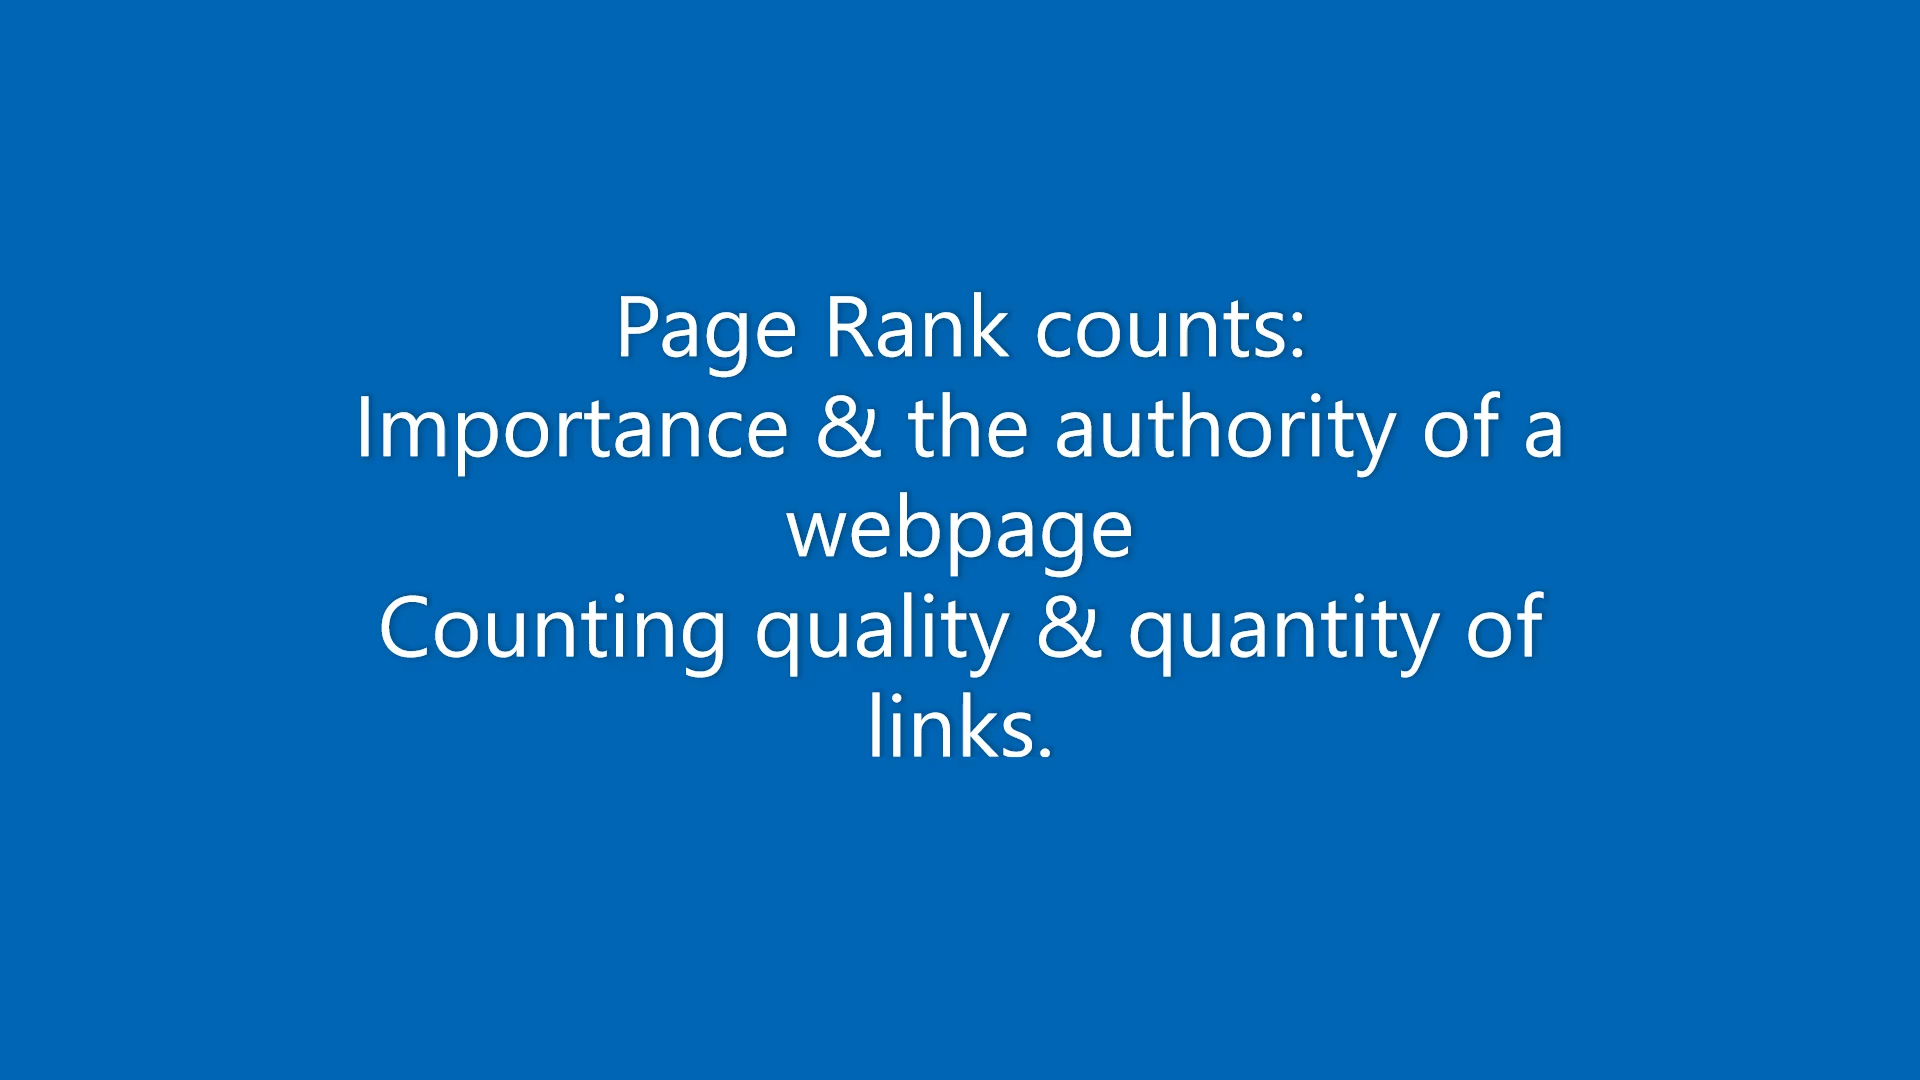 Page Rank counts:
Importance & the authority of a
webpage
Counting quality & quantity of
links.